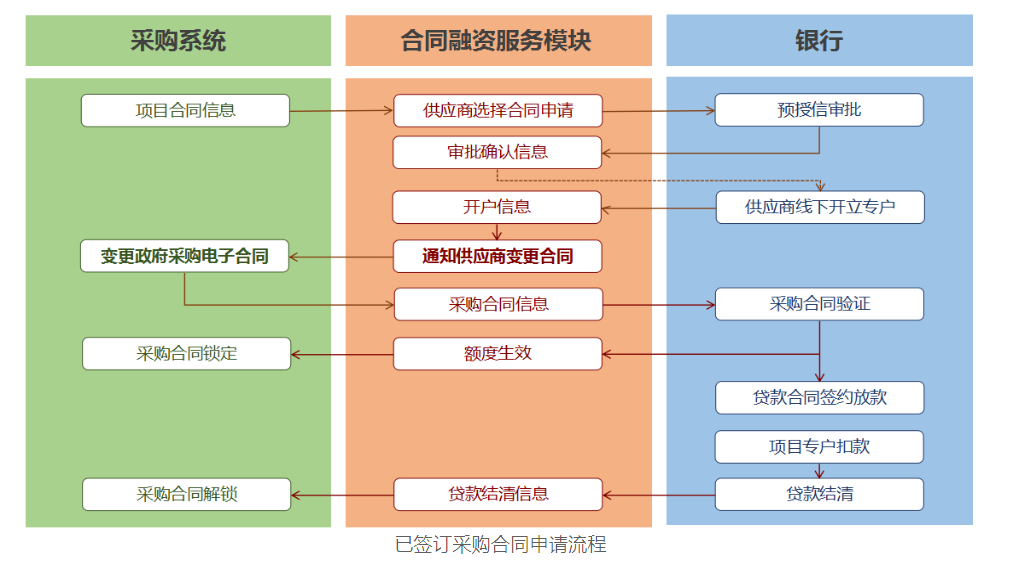 采购系统
合同融资服务模块
银行
项目合同信息
供应商选择合同申请
预授信审批
审批确认信息
开户信息
供应商线下开立专户
变更政府采购电子合同
通知供应商变更合同
采购合同信息
采购合同验证
采购合同锁定
额度生效
贷款合同签约放款
项目专户扣款
采购合同解锁
贷款结清信息
贷款结清
已签订采购合同申请流程